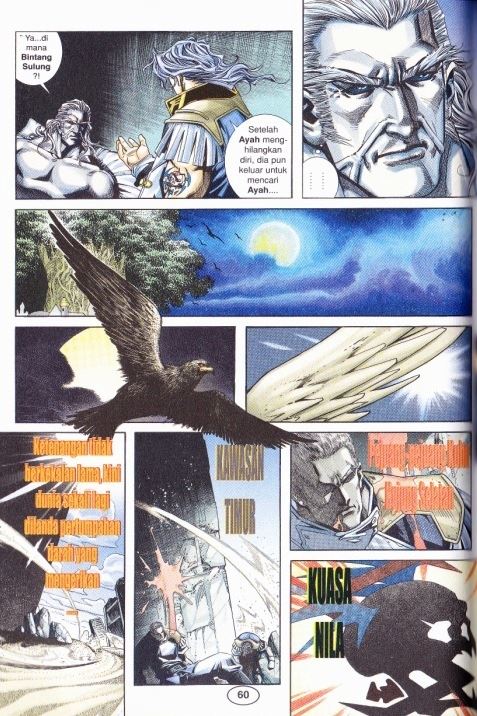 Ya...di
mana
Bintang
Sulung
?!
Setelah
Ayah meng-
hilangkan
diri, dia pun
keluar untuk
mencari
Ayah....
Ketenangan tidak
berkekalan lama, kini
dunia sekali lagi
dilanda pertumpahan
darah yang
mengerikan
...
KAWASAN
TIMUR
Selatan
KUASA
NILA
60